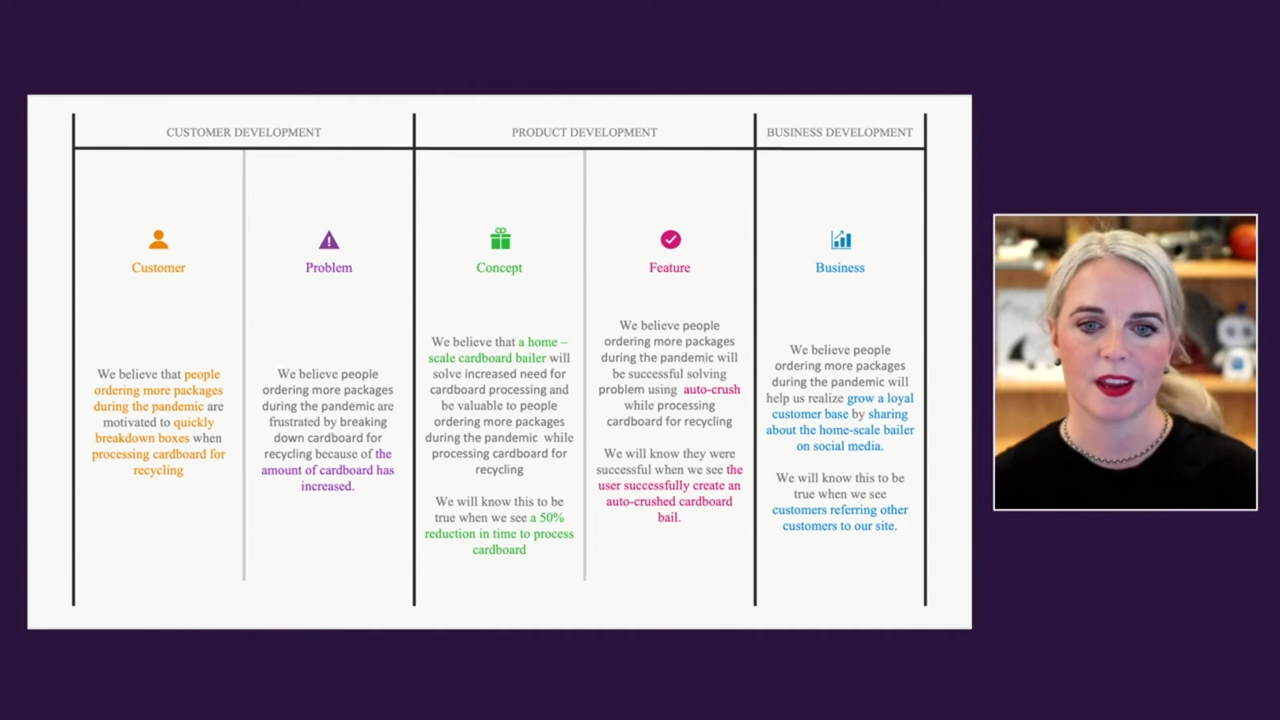 CUSTOMER DEVELOPMENT
PRODUCT DEVELOPMENT
BUSINESS DEVELOPMENT
Customer
We believe that people
ordering more packages
during the pandemic are
motivated to quickly
breakdown boxes when
processing cardboard for
recycling
Problem
We believe people
ordering more packages
during the pandemic are
frustrated by breaking
down cardboard for
recycling because of the
amount of cardboard has
increased.
Concept
We believe that a home –
scale cardboard bailer will
solve increased need for
cardboard processing and
be valuable to people
ordering more packages
during the pandemic while
processing cardboard for
recycling
We will know this to be
true when we see a 50%
reduction in time to process
cardboard
Feature
We believe people
ordering more packages
during the pandemic will
be successful solving
problem using auto-crush
while processing
cardboard for recycling
We will know they were
successful when we see the
user successfully create an
auto-crushed cardboard
bail.
Business
We believe people
ordering more packages
during the pandemic will
help us realize grow a loyal
customer base by sharing
about the home-scale bailer
on social media.
We will know this to be
true when we see
customers referring other
customers to our site.